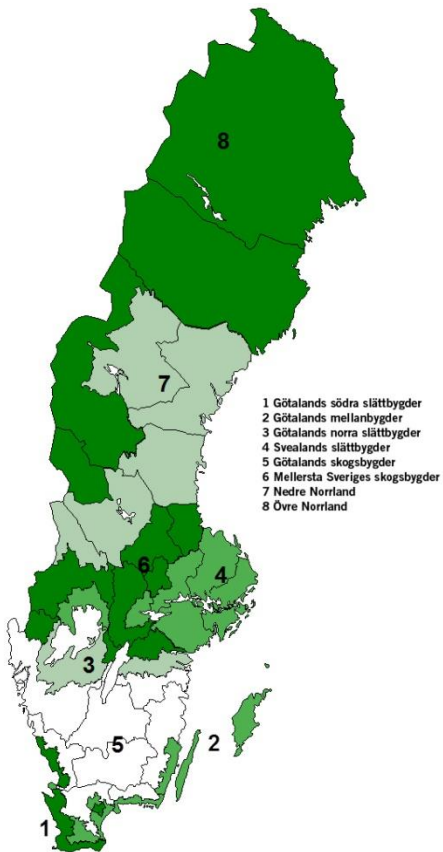 8
7
1 Götalands södra slättbygder
2 Götalands mellanbygder
3 Götalands norra slättbygder
4 Svealands slättbygder
5 Götalands skogsbygder
6 Mellersta Sveriges skogsbygder
7 Nedre Norrland
8 Övre Norrland
6
4
3
5
2
1